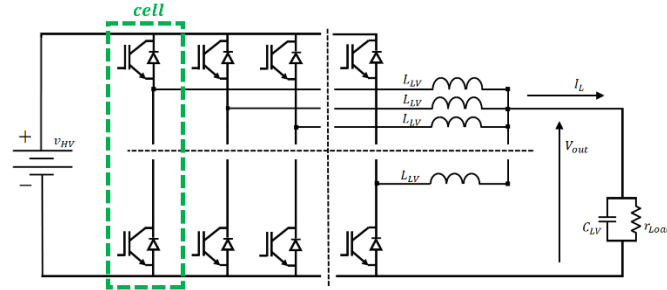 cell
L_LV
I_L
L_LV
L_LV
+
v_HV
−
V_out
L_LV
C_LV
r_Load